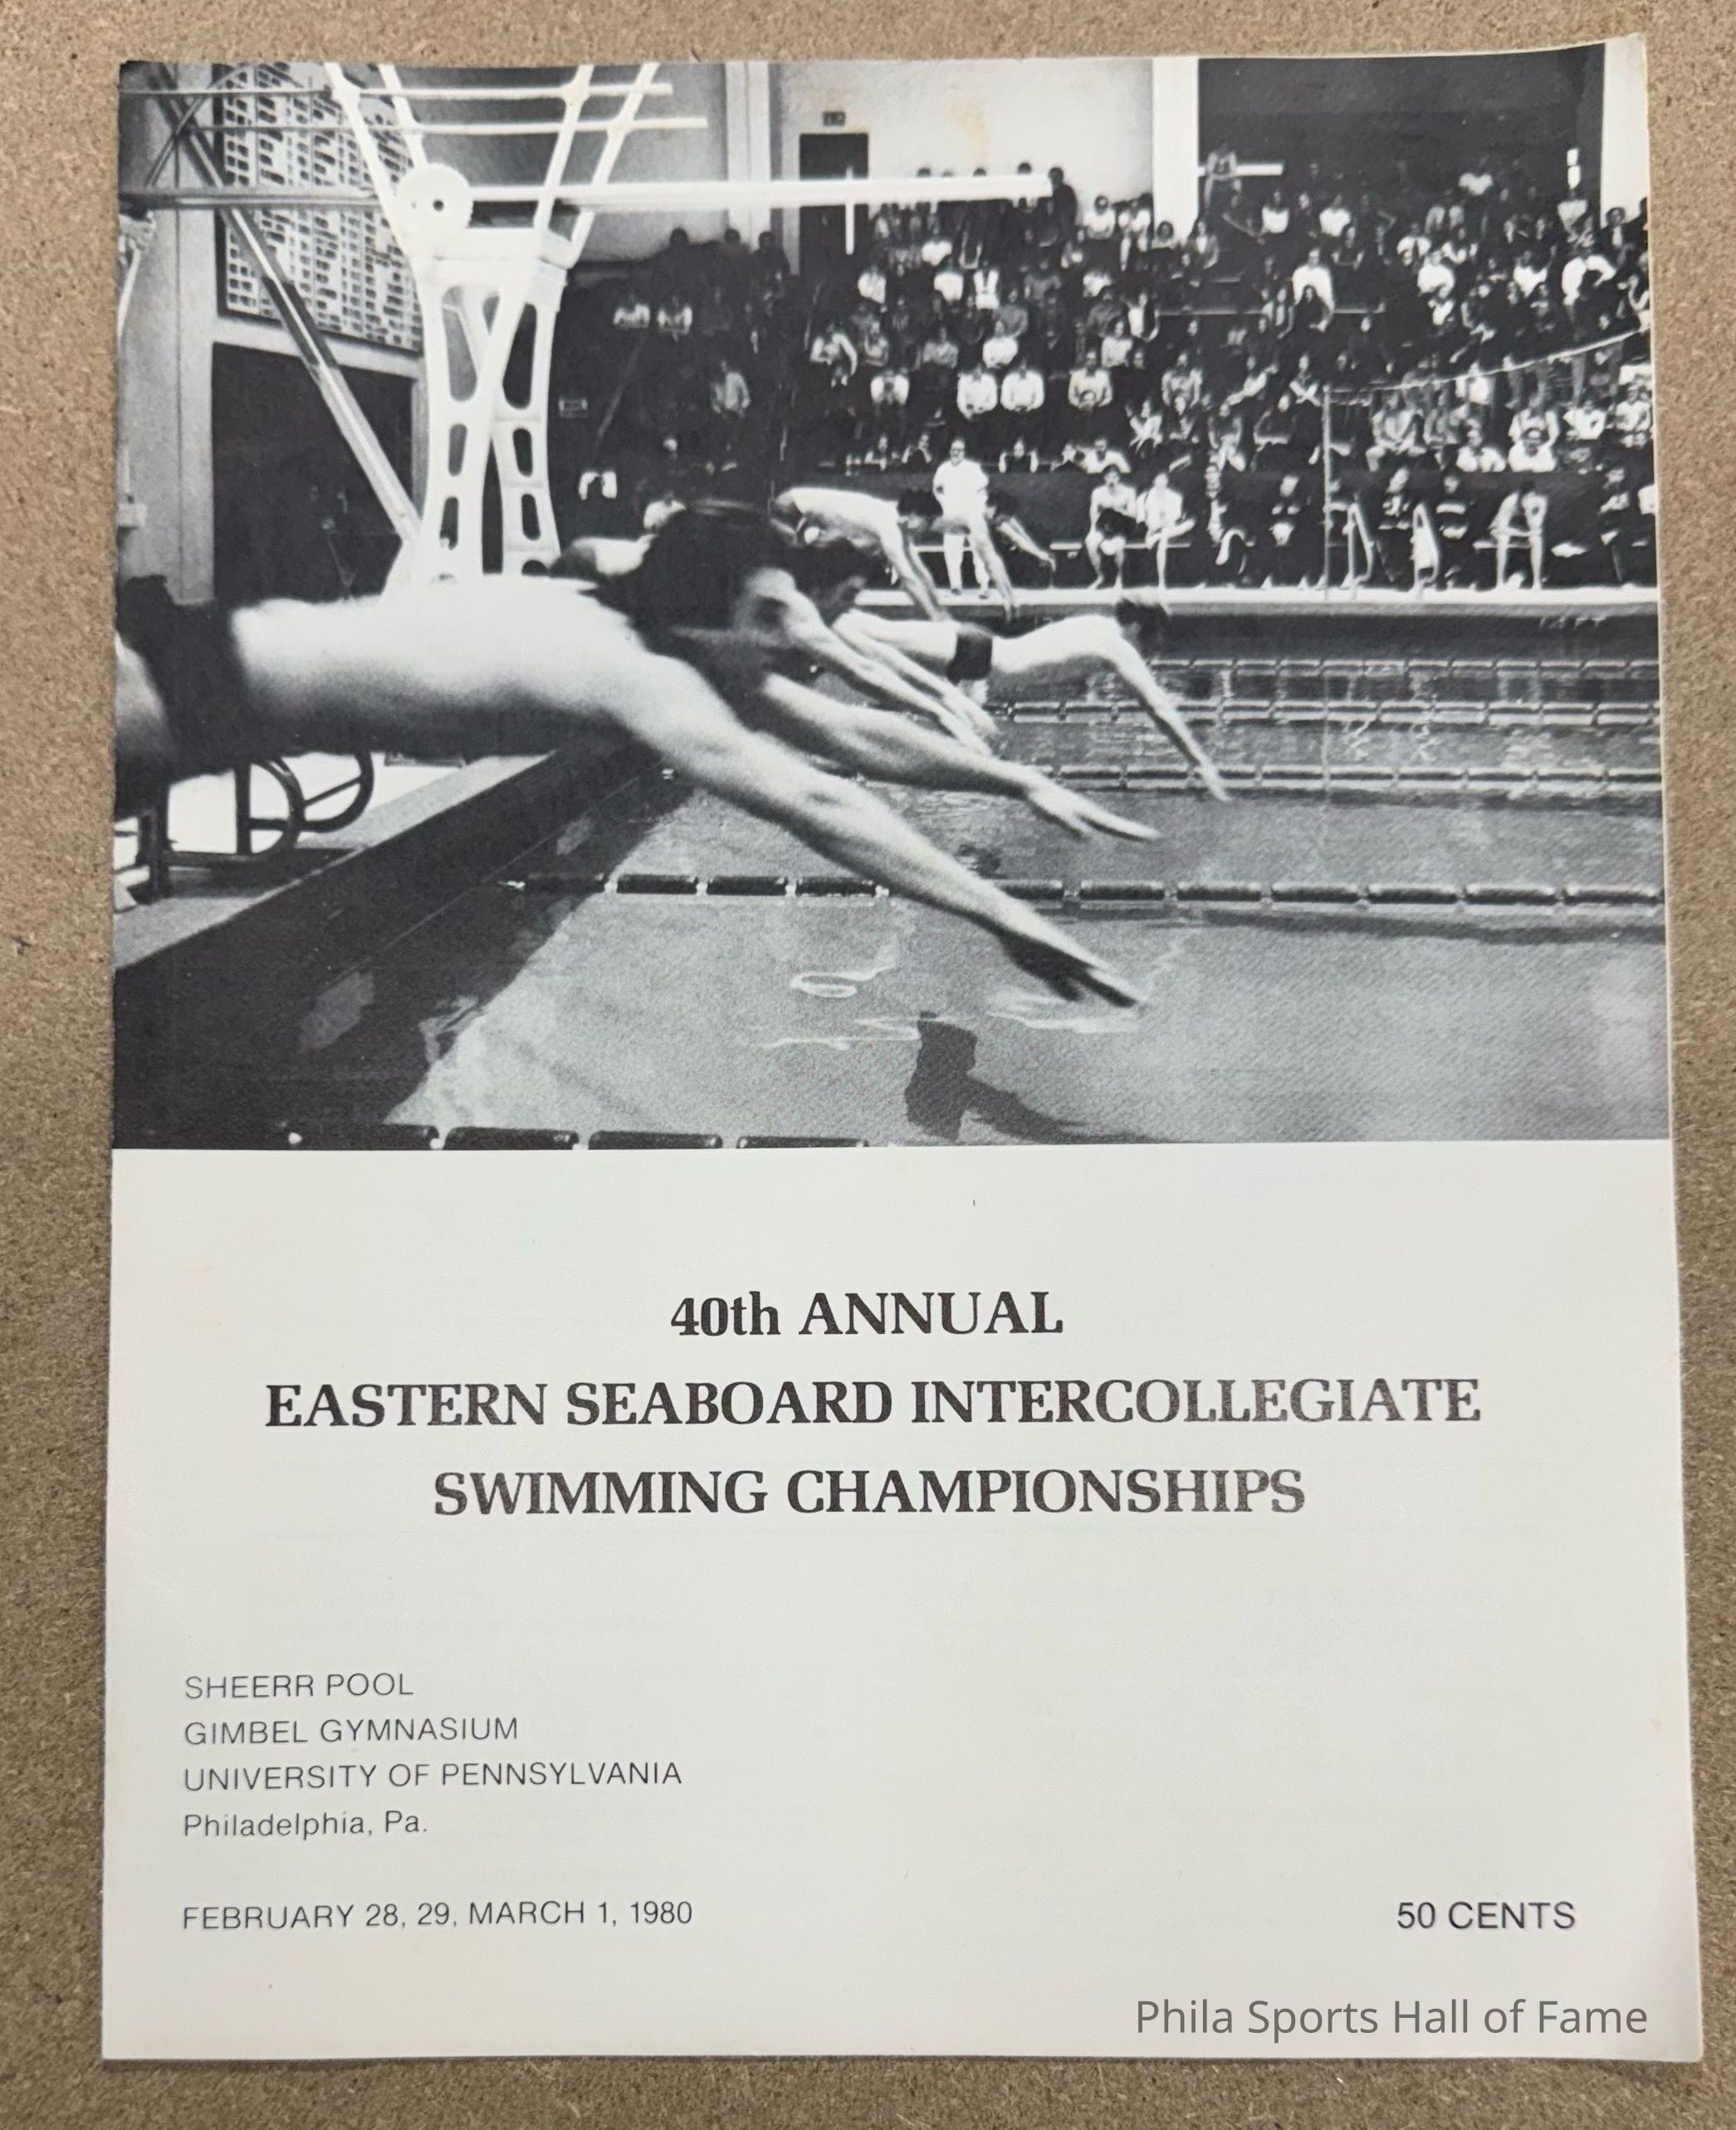 40th ANNUAL
EASTERN SEABOARD INTERCOLLEGIATE
SWIMMING CHAMPIONSHIPS
SHEERR POOL
GIMBEL GYMNASIUM
UNIVERSITY OF PENNSYLVANIA
Philadelphia, Pa.
FEBRUARY 28, 29, MARCH 1, 1980
50 CENTS
Phila Sports Hall of Fame